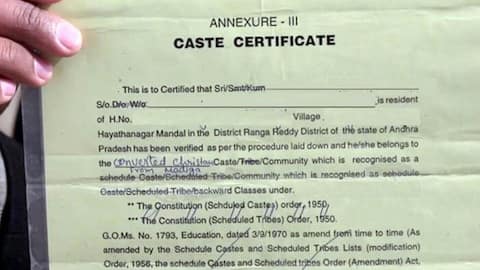 ANNEXURE - III
CASTE CERTIFICATE
This is to Certified that Sri/Smt/Kum
S/o.D/o.W/o. is resident
of H.No. Village
Hayathanagar Mandal in the District Ranga Reddy District of the state of Andhra
Pradesh has been verified as per the procedure laid down and he/she belongs to
the converted Christian Caste/Tribe/Community which is recognised as a
from Madiga
schedule Caste/Scheduled Tribe/Community which is recognised as schedule
Caste/Scheduled Tribe/backward Classes under.
** The Constitution (Schduled Castes) order, 1950
*** The Constitution (Scheduled Tribes) Order, 1950.
G.O.Ms. No. 1793, Education, dated 3/9/1970 as amend from time to time (As
amended by the Schedule Castes and Scheduled Tribes Lists (modification)
Order, 1956, the schedule Castes and Scheduled Tribes Order (Amendment) Act,